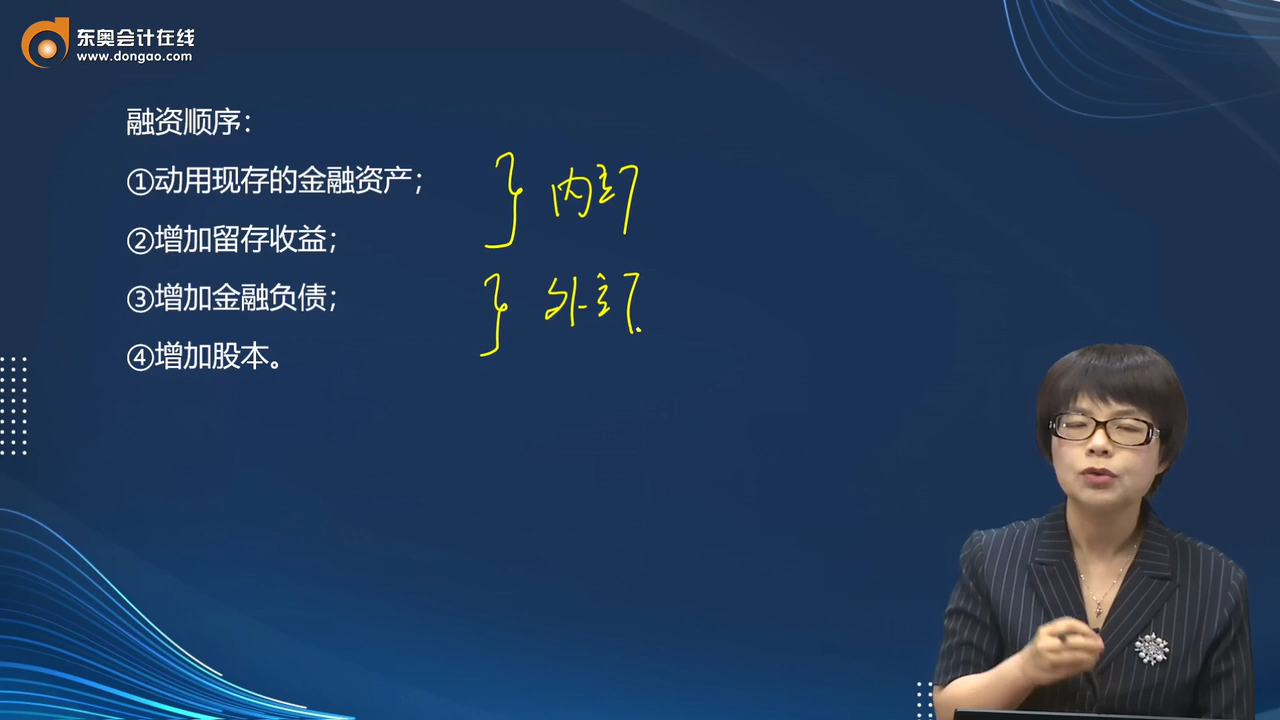 东奥会计在线
www.dongao.com
融资顺序：
①动用现存的金融资产；
②增加留存收益；
内部
③增加金融负债；
外部
④增加股本。